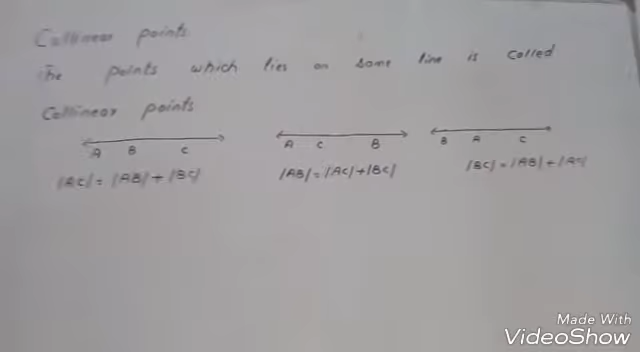 Collinear points
The points which lies on same line is called
Collinear points
A B C
A C B
B A C
|AC| = |AB| + |BC|
|AB| = |AC| + |BC|
|BC| = |AB| + |AC|
Made With
VideoShow